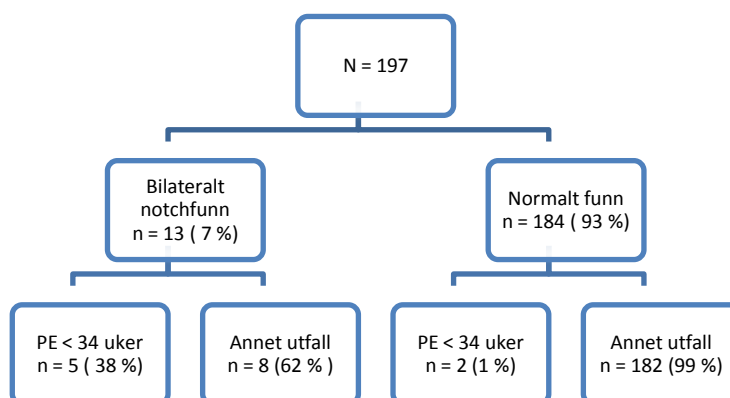 N = 197
Bilateralt
notchfunn
n = 13 ( 7 %)
Normalt funn
n = 184 ( 93 %)
PE < 34 uker
n = 5 ( 38 %)
Annet utfall
n = 8 (62 % )
PE < 34 uker
n = 2 (1 %)
Annet utfall
n = 182 (99 %)